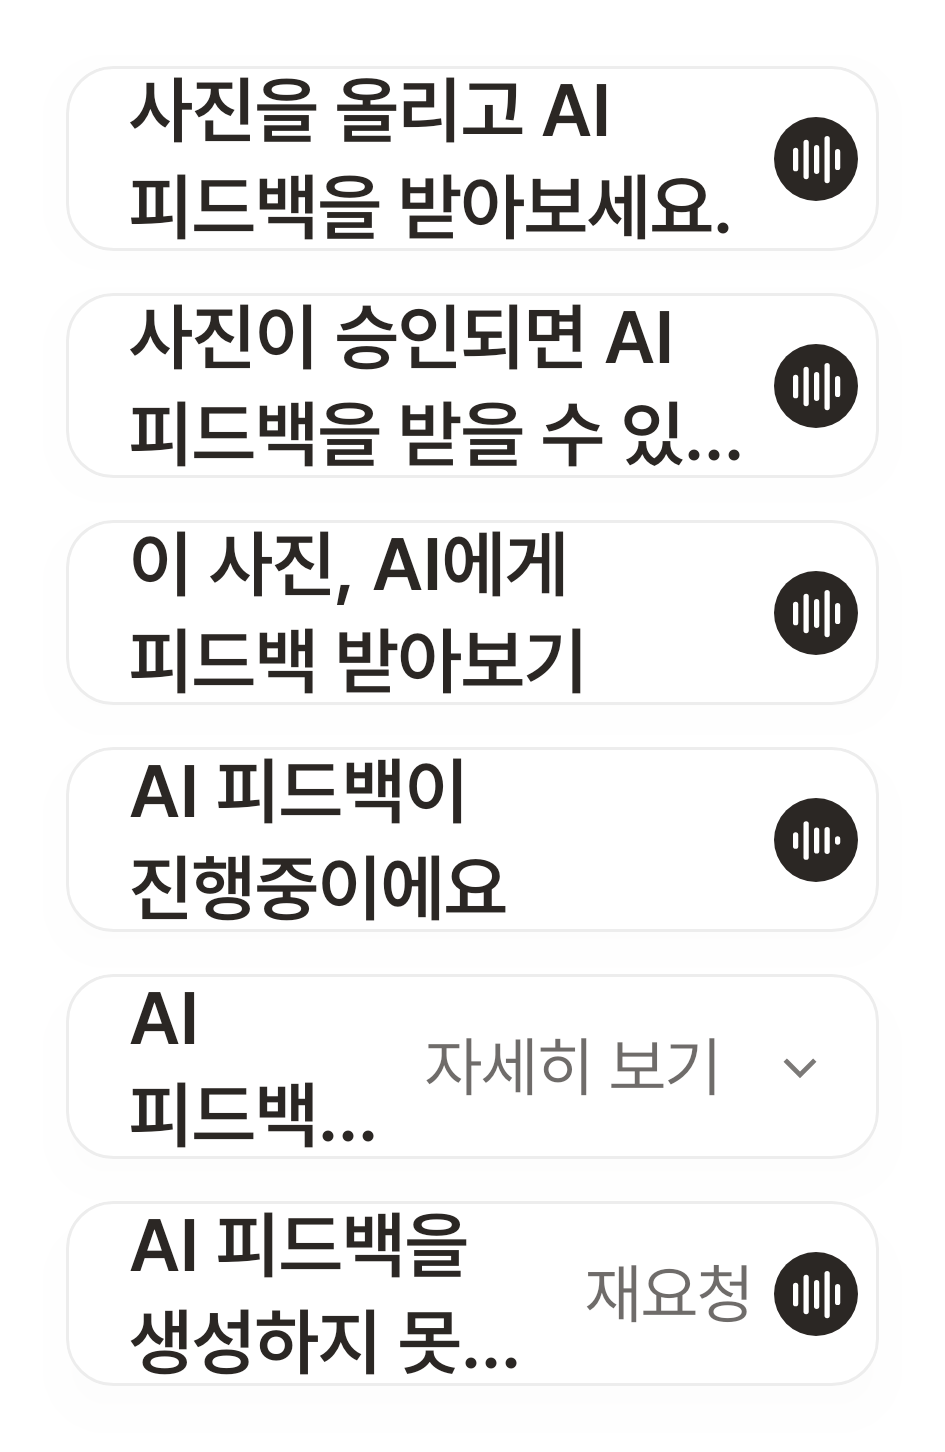 사진을 올리고 AI
피드백을 받아보세요.
사진이 승인되면 AI
피드백을 받을 수 있...
이 사진, AI에게
피드백 받아보기
AI 피드백이
진행중이에요
AI
피드백...
자세히 보기
AI 피드백을
생성하지 못...
재요청